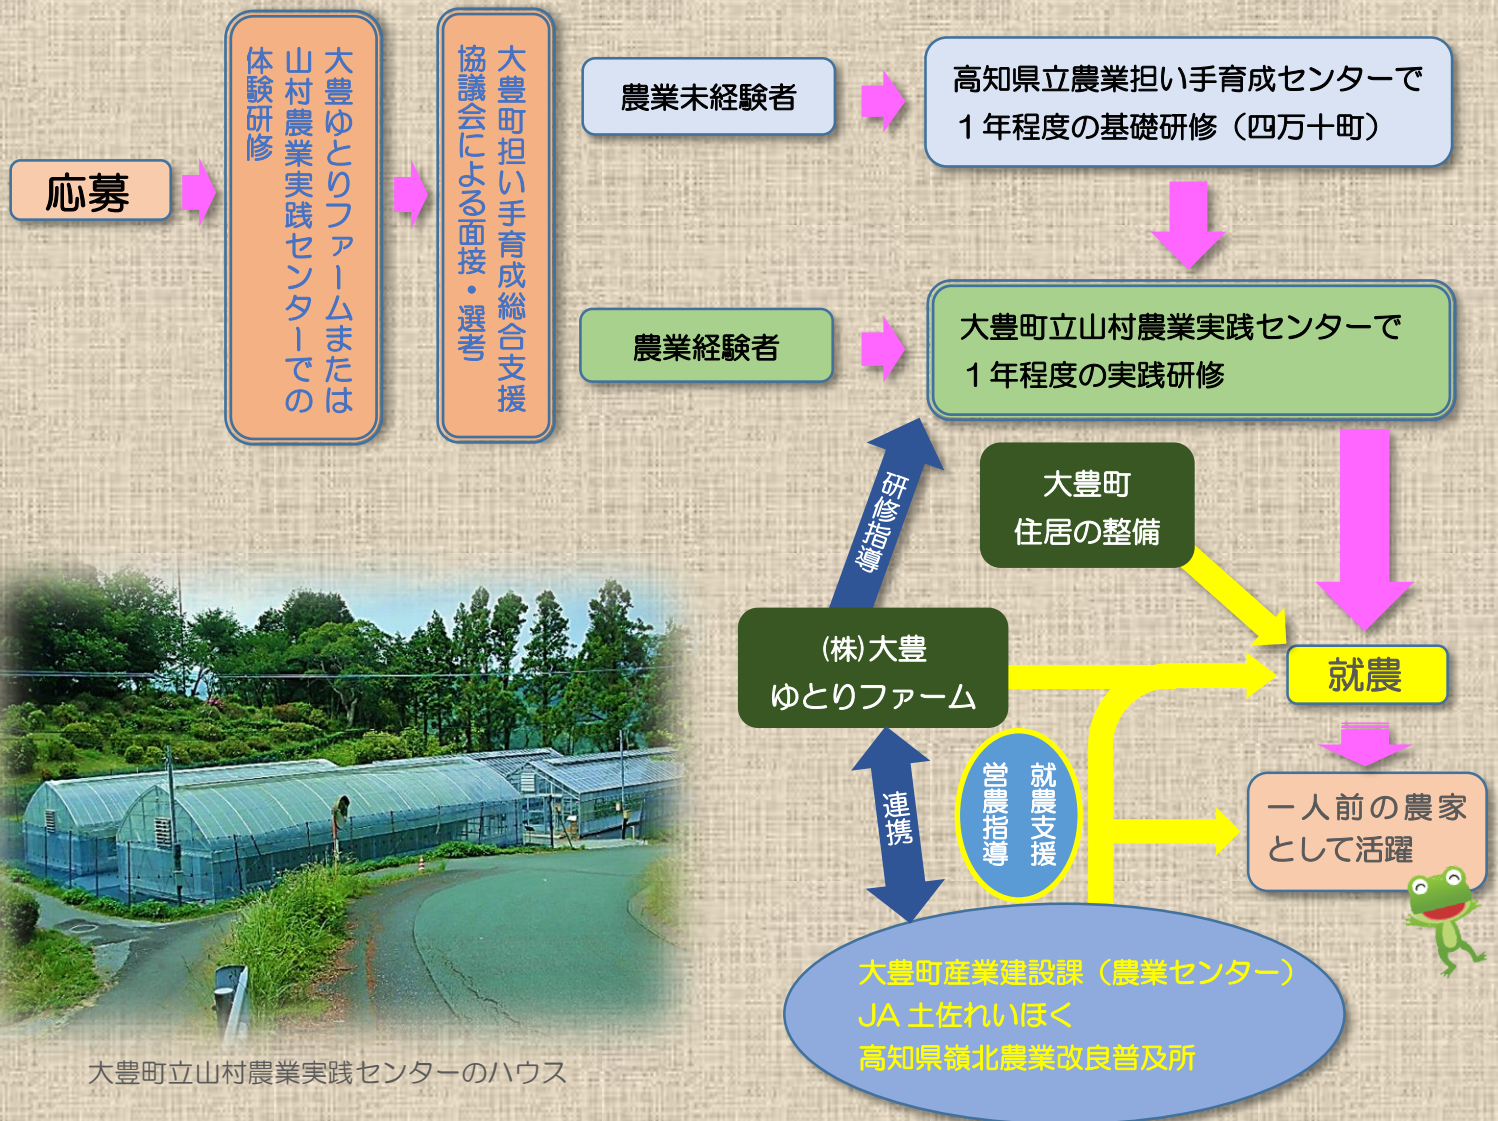 応募
大豊ゆとりファームまたは
山村農業実践センターでの
体験研修
大豊町担い手育成総合支援
協議会による面接・選考
農業未経験者
高知県立農業担い手育成センターで
１年程度の基礎研修（四万十町）
農業経験者
大豊町立山村農業実践センターで
１年程度の実践研修
研修指導
大豊町
住居の整備
(株)大豊
ゆとりファーム
就農
連携
就農支援
営農指導
一人前の農家
として活躍
大豊町産業建設課（農業センター）
JA 土佐れいほく
高知県嶺北農業改良普及所
大豊町立山村農業実践センターのハウス